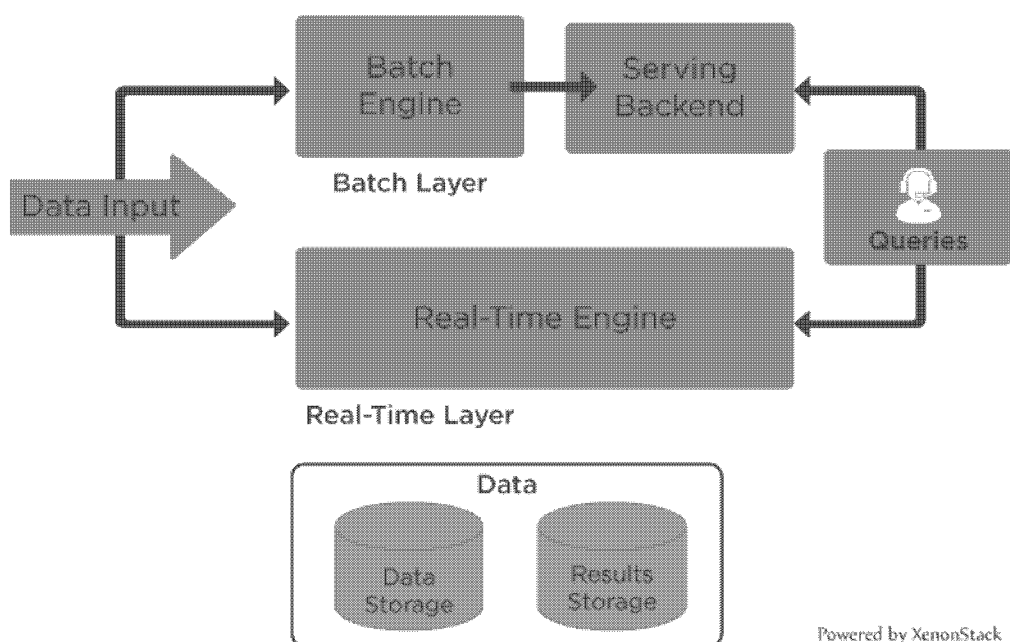 Batch
Engine
Serving
Backend
Batch Layer
Data Input
Queries
Real-Time Engine
Real-Time Layer
Data
Data
Storage
Results
Storage
Powered by XenonStack